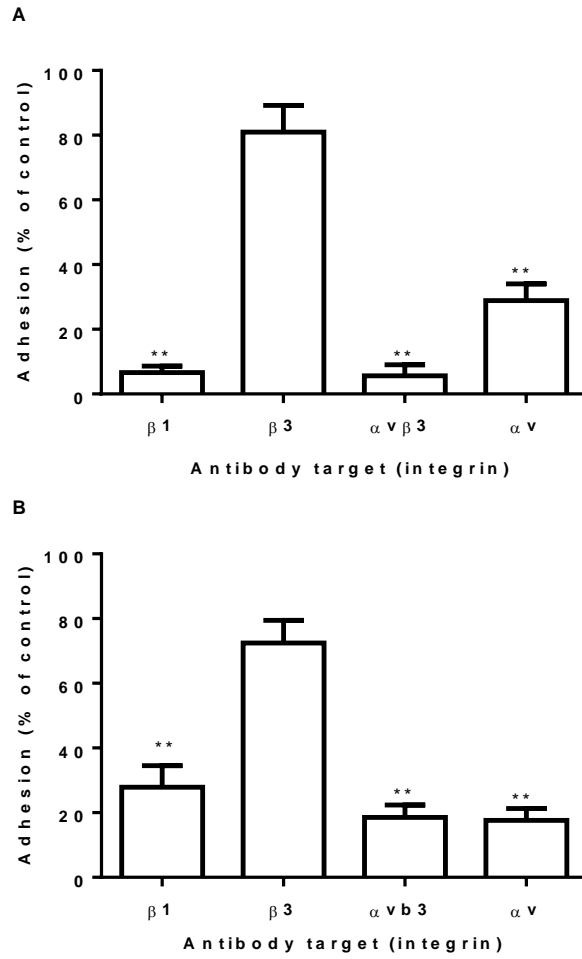 A
Adhesion (% of control)
100
80
60
40
20
0
**
**
**
β1 β3 αvβ3 αv
Antibody target (integrin)
B
Adhesion (% of control)
100
80
60
40
20
0
**
**
**
β1 β3 αvb3 αv
Antibody target (integrin)